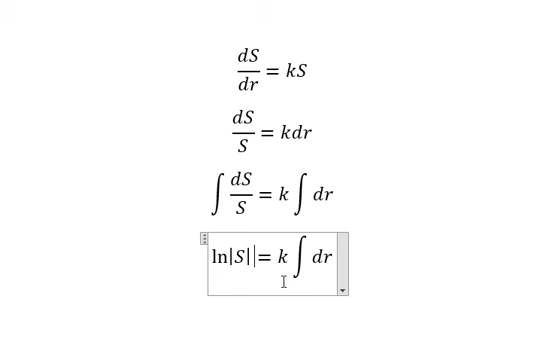 dS/dr = kS
dS/S = kdr
∫ dS/S = k ∫ dr
ln|S| = k ∫ dr